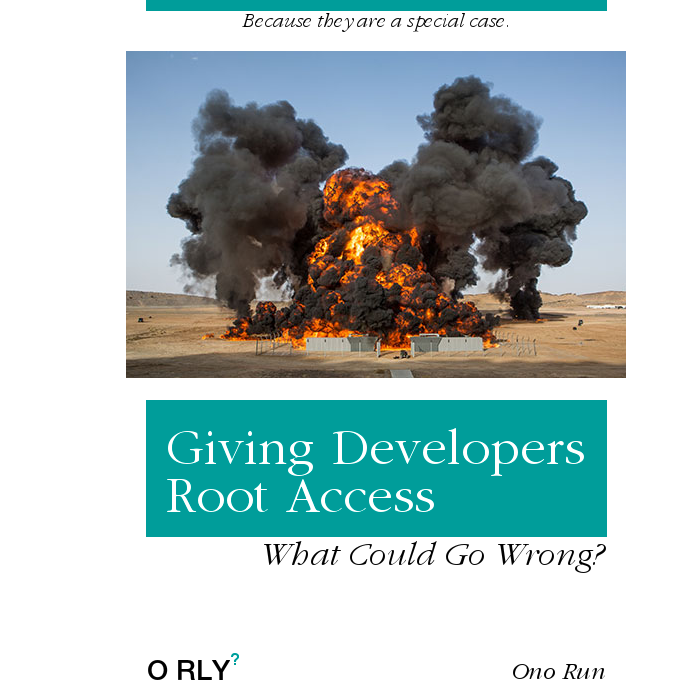 Because they are a special case.
Giving Developers
Root Access
What Could Go Wrong?
O RLY?
Ono Run